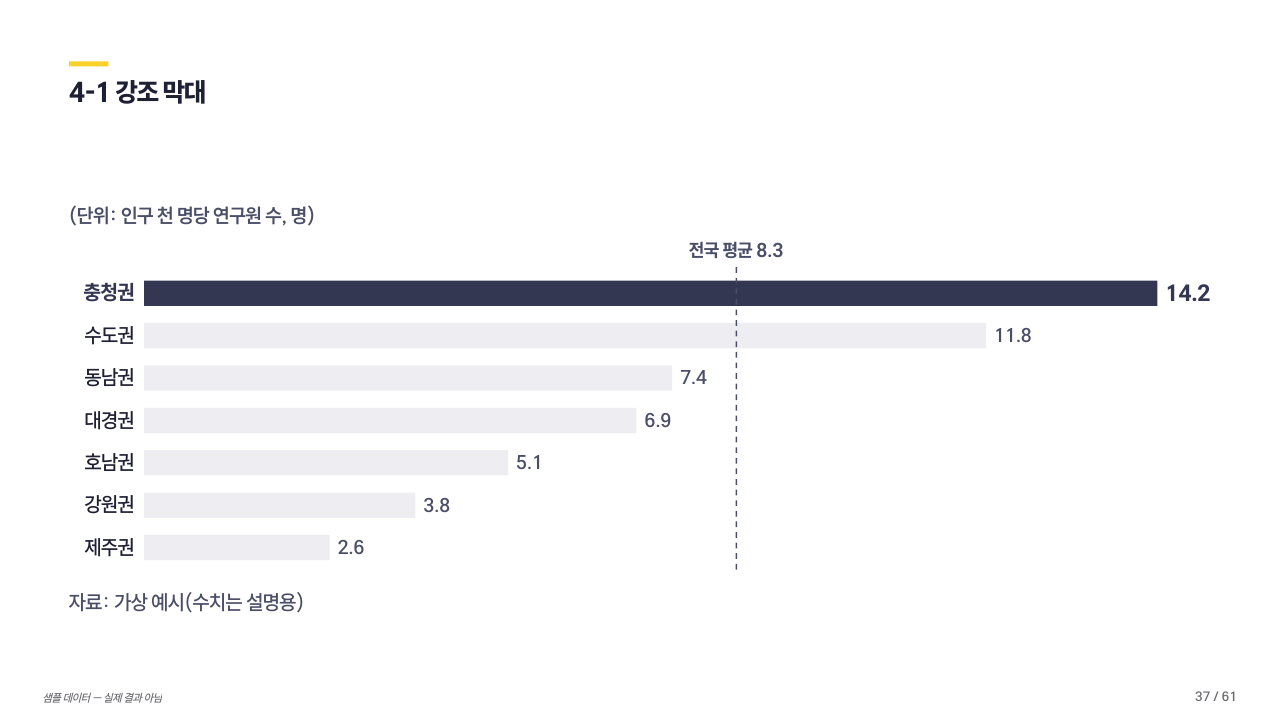 4-1 강조 막대
(단위: 인구 천 명당 연구원 수, 명)
전국 평균 8.3
충청권 14.2
수도권 11.8
동남권 7.4
대경권 6.9
호남권 5.1
강원권 3.8
제주권 2.6
자료: 가상 예시(수치는 설명용)
샘플 데이터 — 실제 결과 아님
37 / 61